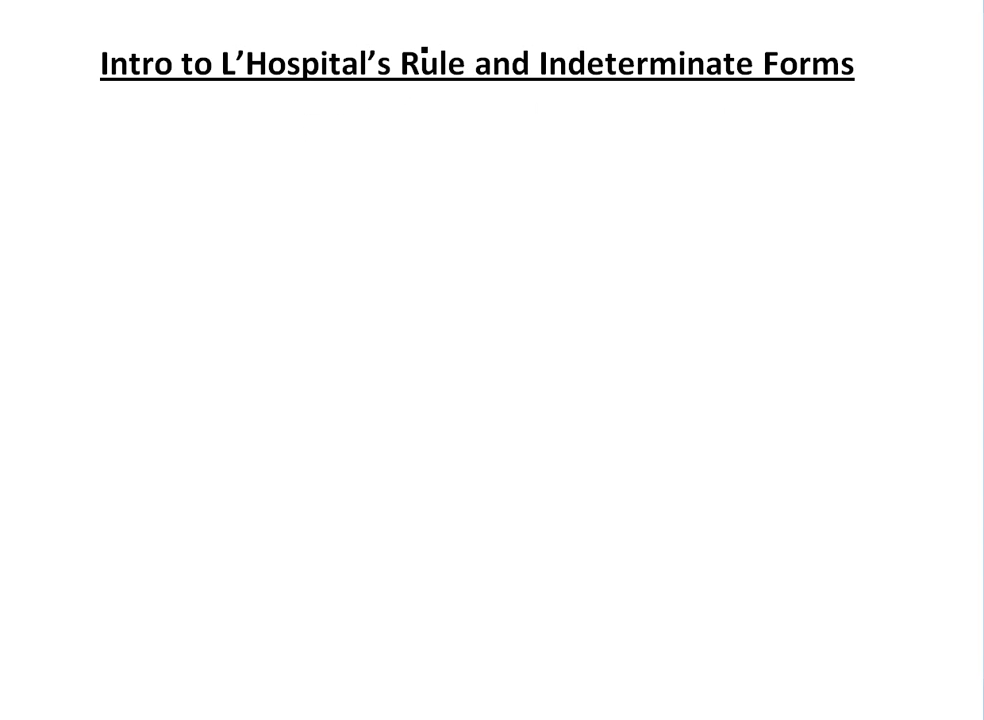 Intro to L’Hospital’s Rule and Indeterminate Forms